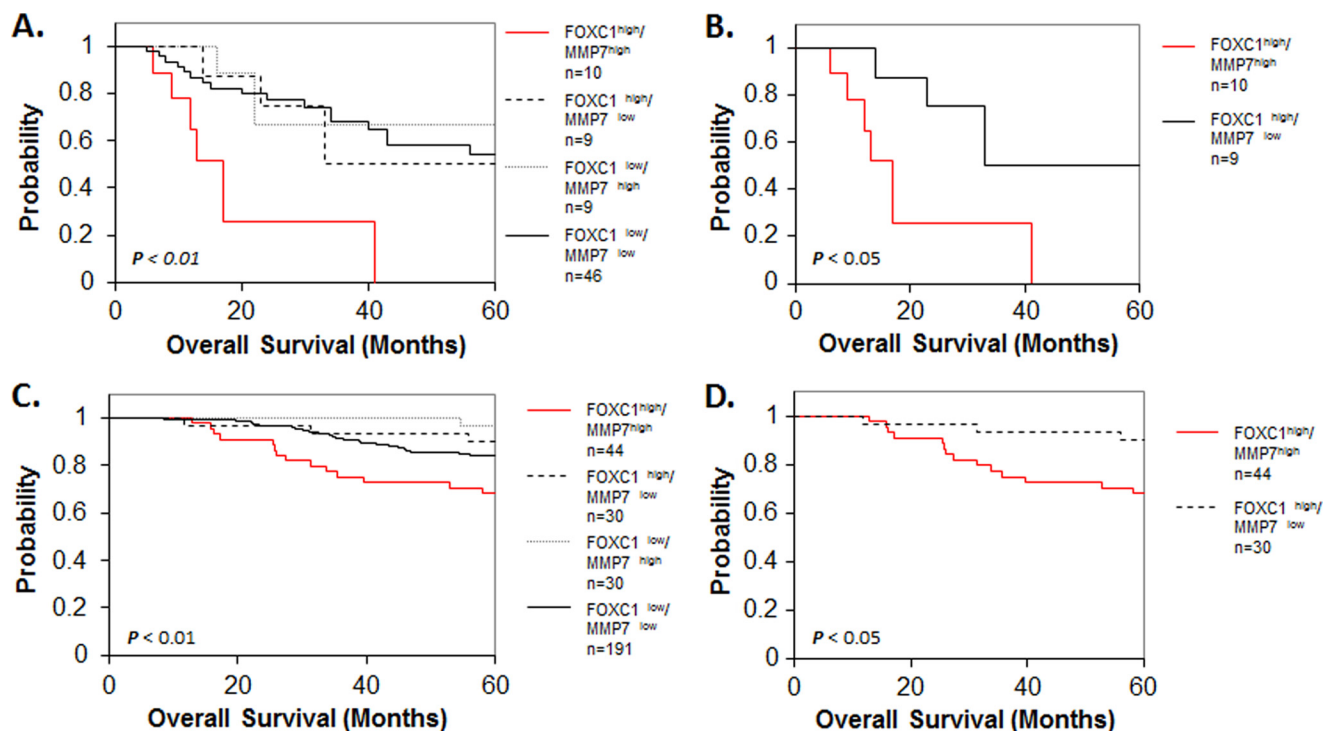 A.
Probability
1
0.8
0.6
0.4
0.2
0
P < 0.01
0 20 40 60
Overall Survival (Months)
FOXC1high/
MMP7high
n=10
FOXC1 high/
MMP7 low
n=9
FOXC1 low/
MMP7 high
n=9
FOXC1 low/
MMP7 low
n=46
B.
Probability
1
0.8
0.6
0.4
0.2
0
P < 0.05
0 20 40 60
Overall Survival (Months)
FOXC1high/
MMP7high
n=10
FOXC1 high/
MMP7 low
n=9
C.
Probability
1
0.8
0.6
0.4
0.2
0
P < 0.01
0 20 40 60
Overall Survival (Months)
FOXC1high/
MMP7high
n=44
FOXC1 high/
MMP7 low
n=30
FOXC1 low/
MMP7 high
n=30
FOXC1 low/
MMP7 low
n=191
D.
Probability
1
0.8
0.6
0.4
0.2
0
P < 0.05
0 20 40 60
Overall Survival (Months)
FOXC1high/
MMP7high
n=44
FOXC1 high/
MMP7 low
n=30